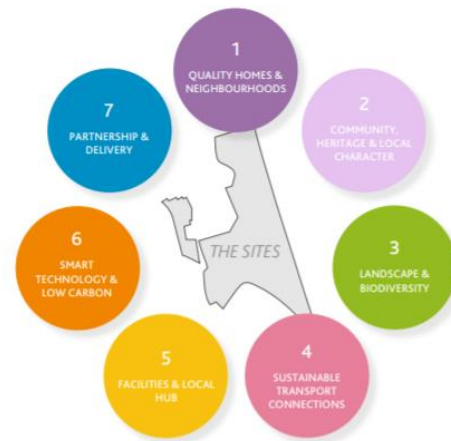 1
QUALITY HOMES &
NEIGHBOURHOODS
2
COMMUNITY,
HERITAGE & LOCAL
CHARACTER
3
LANDSCAPE &
BIODIVERSITY
4
SUSTAINABLE
TRANSPORT
CONNECTIONS
5
FACILITIES & LOCAL
HUB
6
SMART
TECHNOLOGY &
LOW CARBON
7
PARTNERSHIP &
DELIVERY
THE SITES